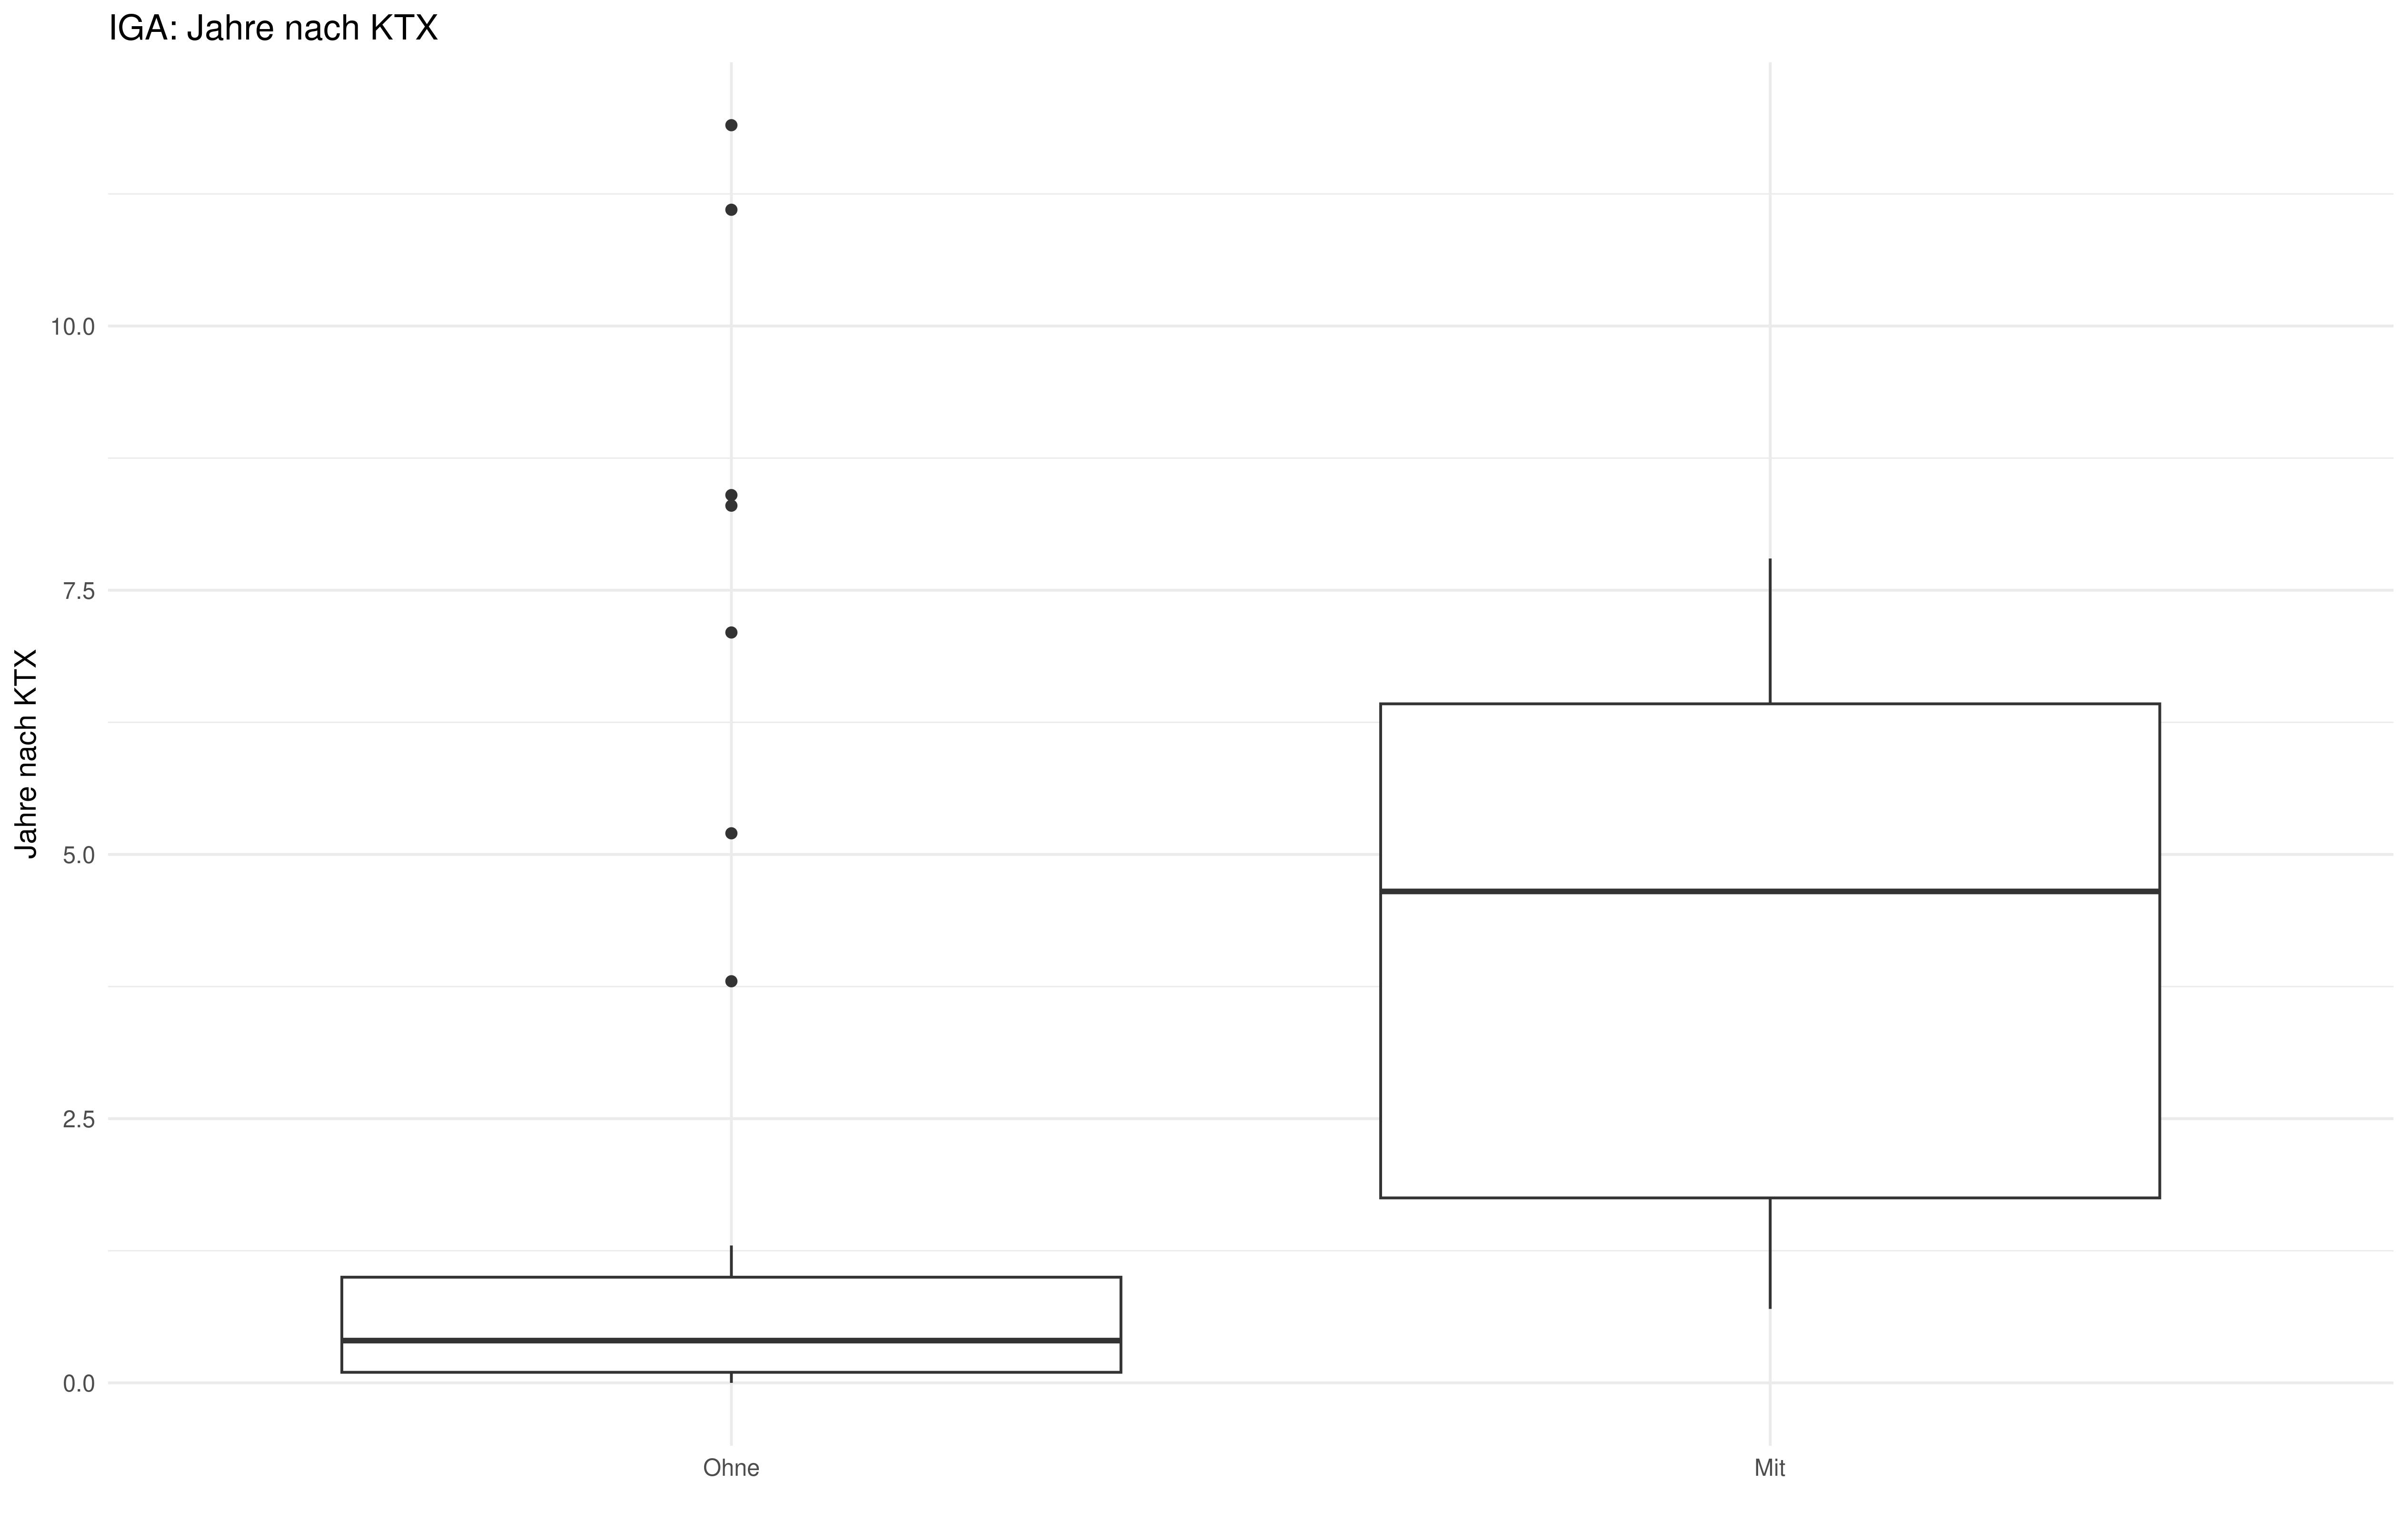 IGA: Jahre nach KTX
Jahre nach KTX
10.0
7.5
5.0
2.5
0.0
Ohne
Mit